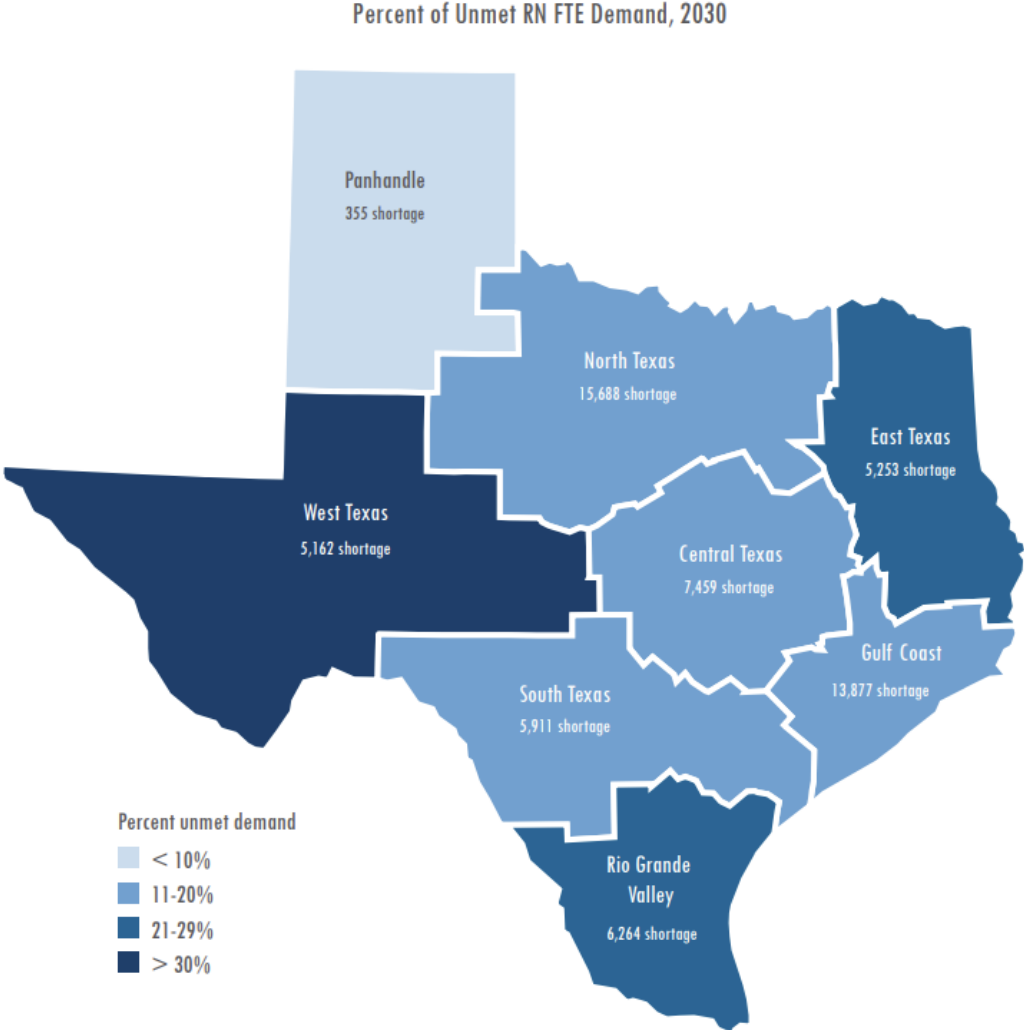 Percent of Unmet RN FTE Demand, 2030
Panhandle
355 shortage
North Texas
15,688 shortage
East Texas
5,253 shortage
West Texas
5,162 shortage
Central Texas
7,459 shortage
Gulf Coast
13,877 shortage
South Texas
5,911 shortage
Rio Grande
Valley
6,264 shortage
Percent unmet demand
< 10%
11-20%
21-29%
> 30%